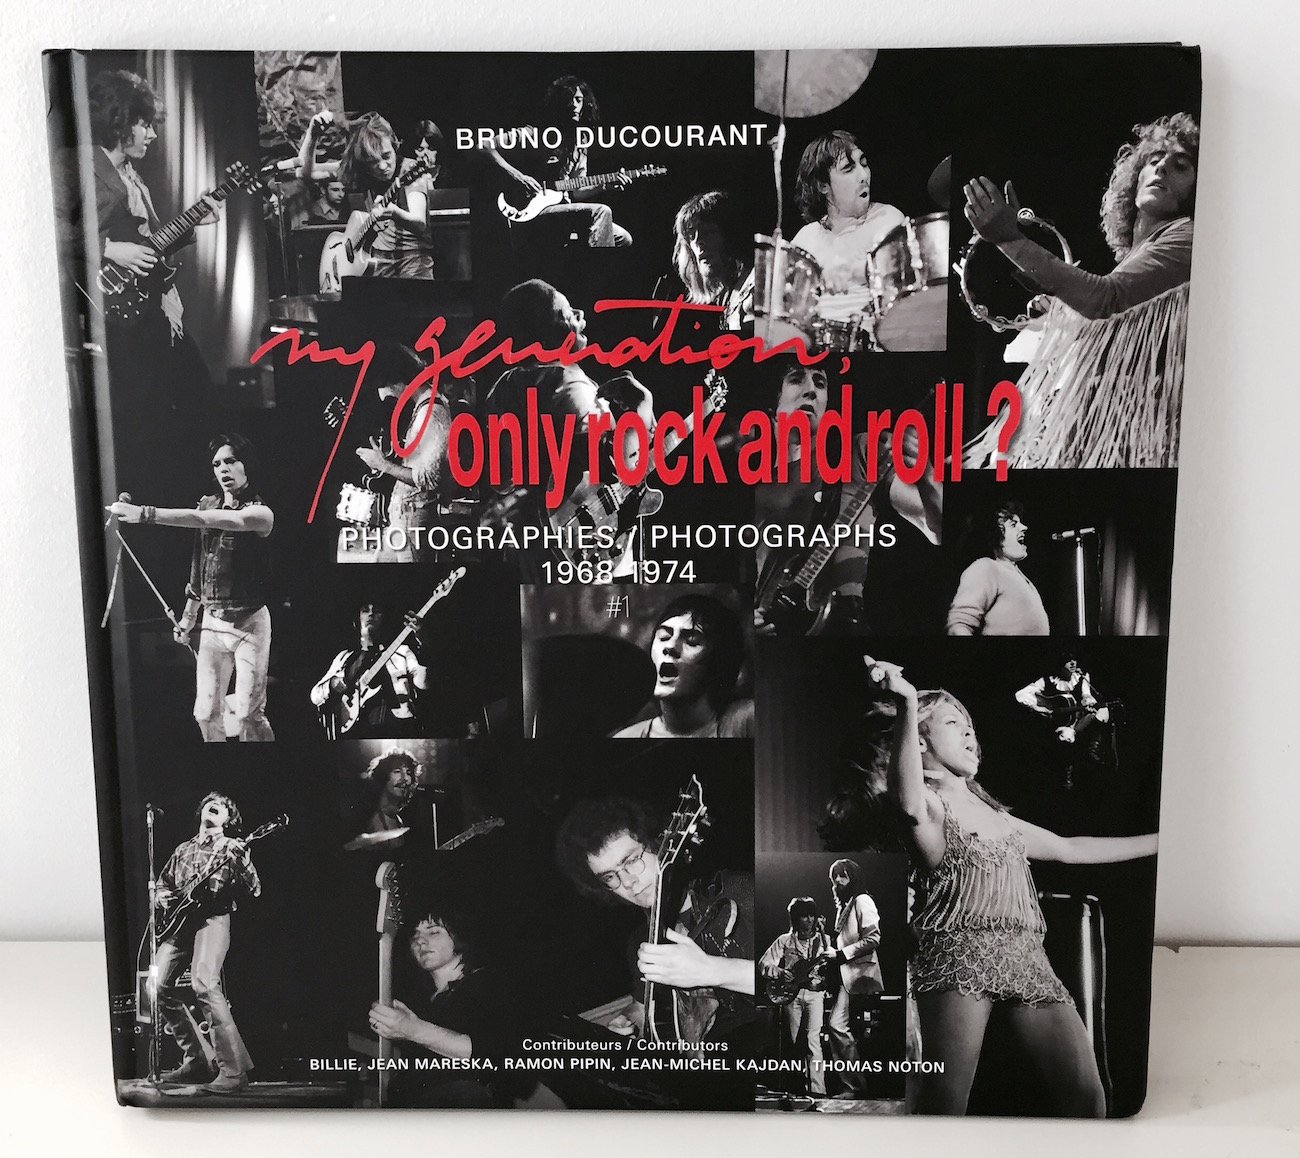 BRUNO DUCOURANT
my generation,
only rock and roll ?
PHOTOGRAPHIES / PHOTOGRAPHS
1968-1974
#1
Contributeurs / Contributors
BILLIE, JEAN MARESKA, RAMON PIPIN, JEAN-MICHEL KAJDAN, THOMAS NOTON